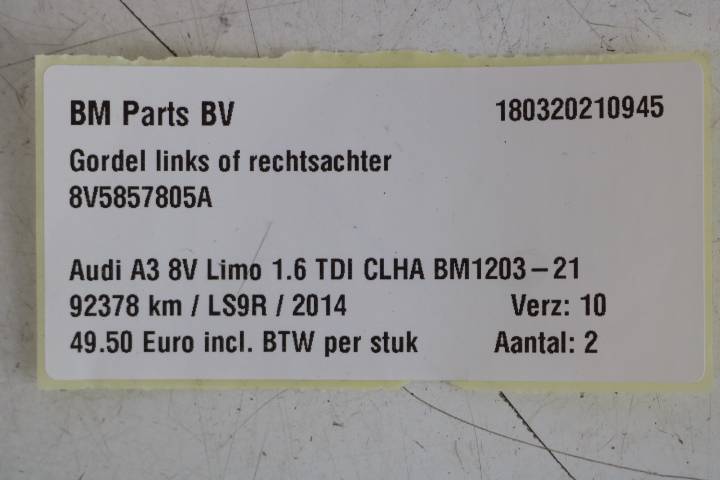 BM Parts BV 180320210945
Gordel links of rechtsachter
8V5857805A
Audi A3 8V Limo 1.6 TDI CLHA BM1203-21
92378 km / LS9R / 2014 Verz: 10
49.50 Euro incl. BTW per stuk Aantal: 2